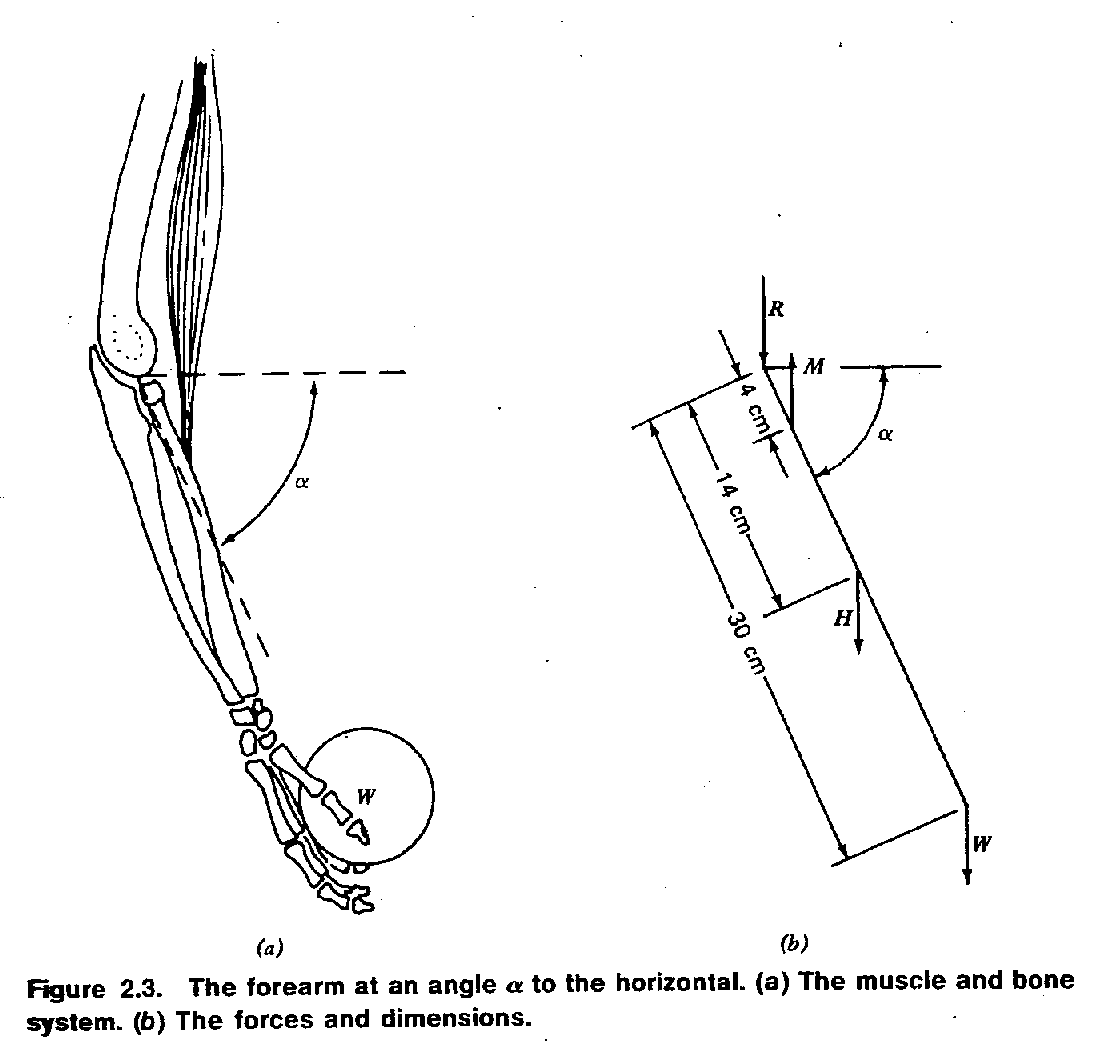 R
M
4 cm
α
α
14 cm
H
30 cm
W
W
(a)
(b)
Figure 2.3. The forearm at an angle α to the horizontal. (a) The muscle and bone
system. (b) The forces and dimensions.